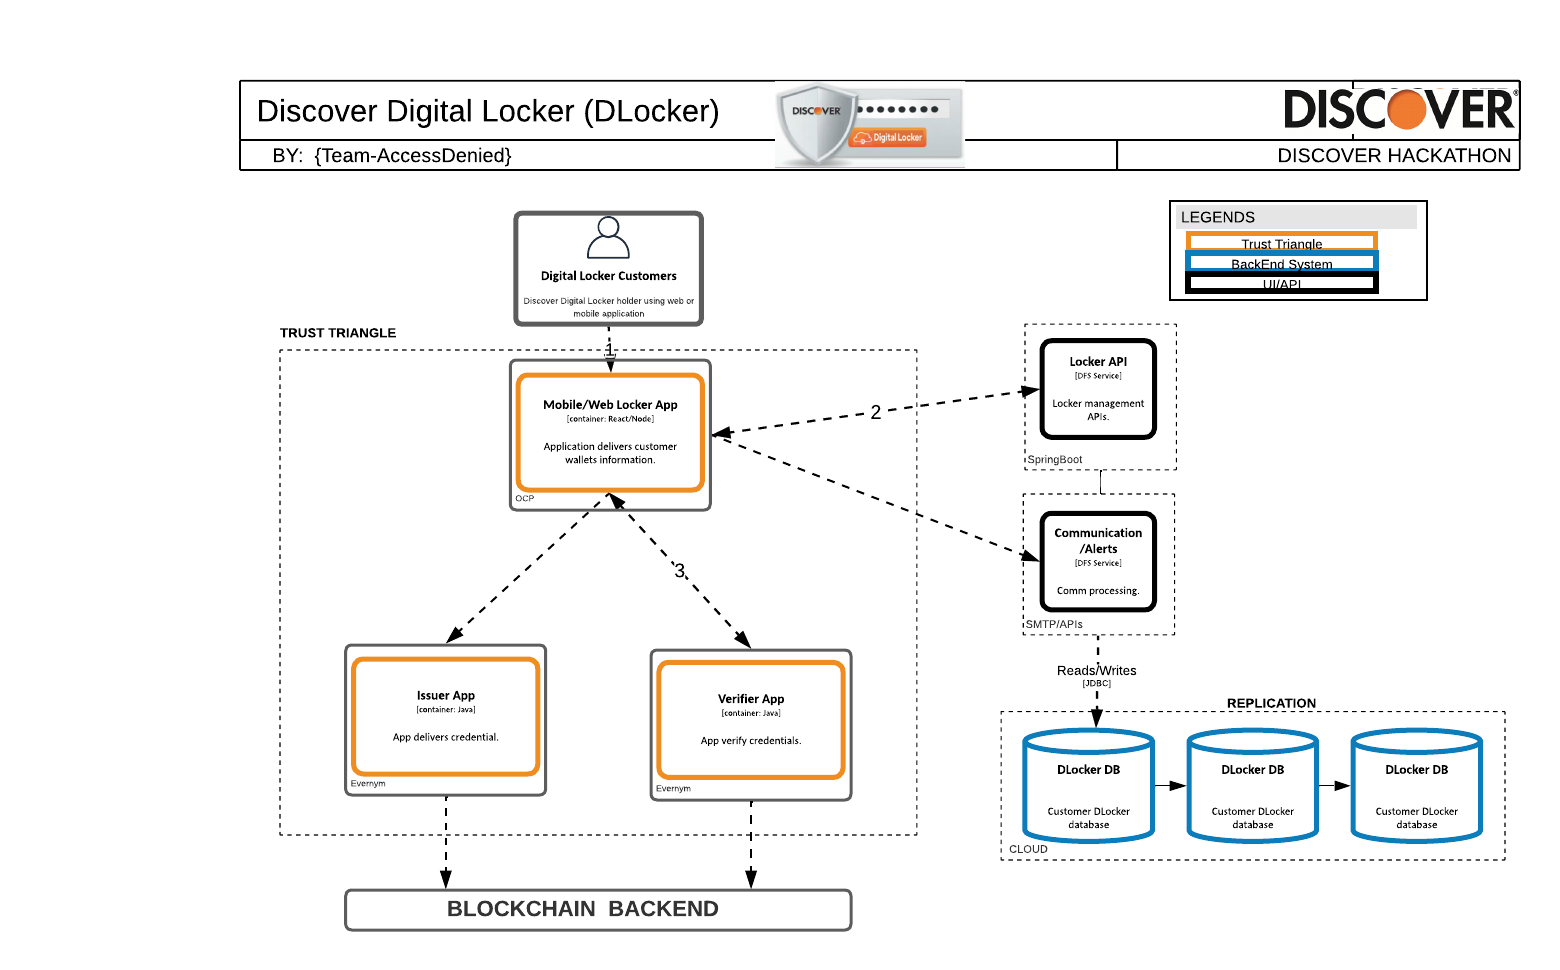 Discover Digital Locker (DLocker)
DISCOVER
Digital Locker
DISCOVER®
BY: {Team-AccessDenied}
DISCOVER HACKATHON
LEGENDS
Trust Triangle
BackEnd System
UI/API
Digital Locker Customers
Discover Digital Locker holder using web or
mobile application
TRUST TRIANGLE
1
Mobile/Web Locker App
[container: React/Node]
Application delivers customer
wallets information.
OCP
2
Locker API
[DFS Service]
Locker management
APIs.
SpringBoot
Communication
/Alerts
[DFS Service]
Comm processing.
SMTP/APIs
3
Issuer App
[container: Java]
App delivers credential.
Evernym
Verifier App
[container: Java]
App verify credentials.
Evernym
Reads/Writes
[JDBC]
REPLICATION
DLocker DB
Customer DLocker
database
DLocker DB
Customer DLocker
database
DLocker DB
Customer DLocker
database
CLOUD
BLOCKCHAIN BACKEND